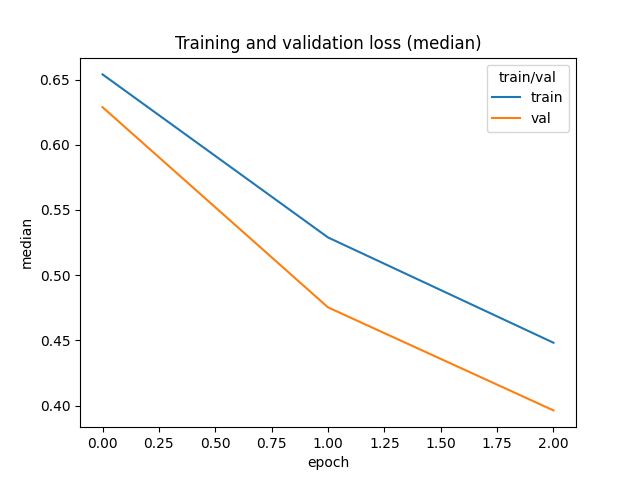 Training and validation loss (median)
train/val
train
val
0.65
0.60
0.55
0.50
0.45
0.40
median
0.00 0.25 0.50 0.75 1.00 1.25 1.50 1.75 2.00
epoch